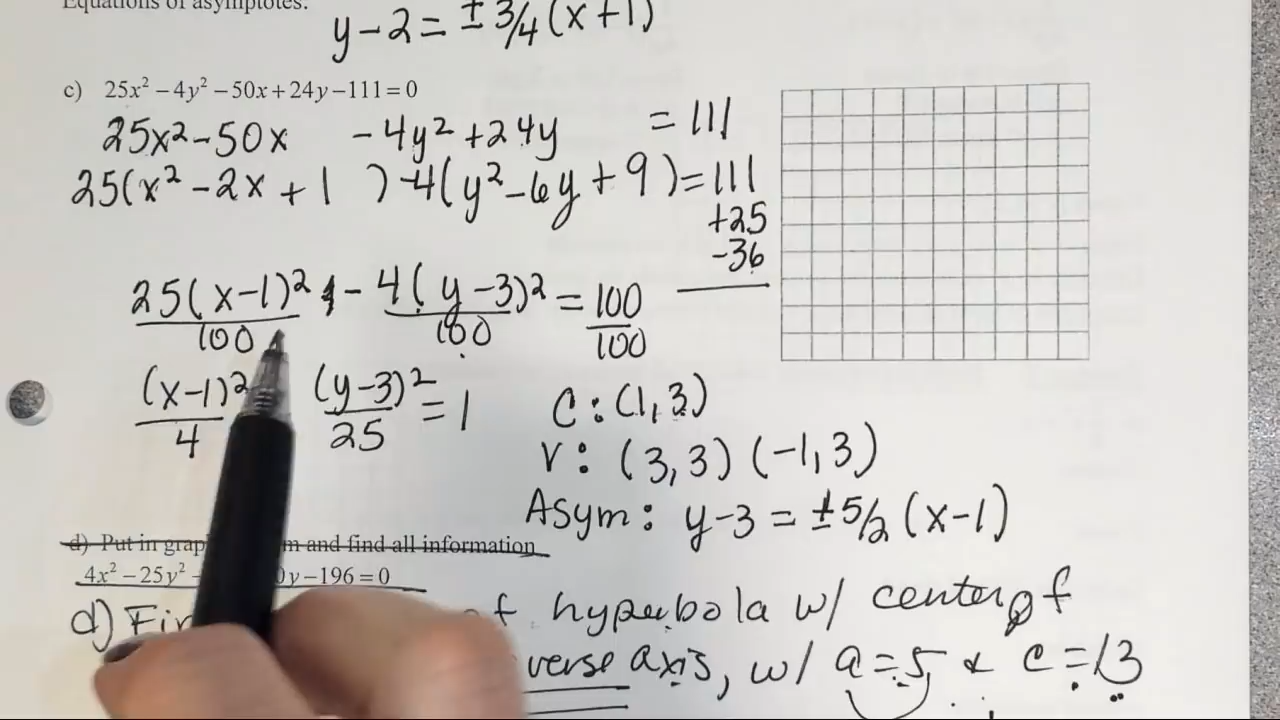 Equations of asymptotes:
y-2 = ± 3/4 (x+1)
c) 25x² − 4y² − 50x + 24y − 111 = 0
25x² - 50x - 4y² + 24y = 111
25(x² - 2x + 1 ) - 4(y² - 6y + 9) = 111
+25
-36
25(x-1)² - 4(y-3)² = 100
100 100 100
(x-1)² (y-3)² = 1
4 25
C: (1,3)
V: (3,3) (-1,3)
Asym: y-3 = ±5/2 (x-1)
d) Put in and find all information
4x² − 25y² y − 196 = 0
d) of hyperbola w/ center of
axis, w/ a = 5 & c = 13